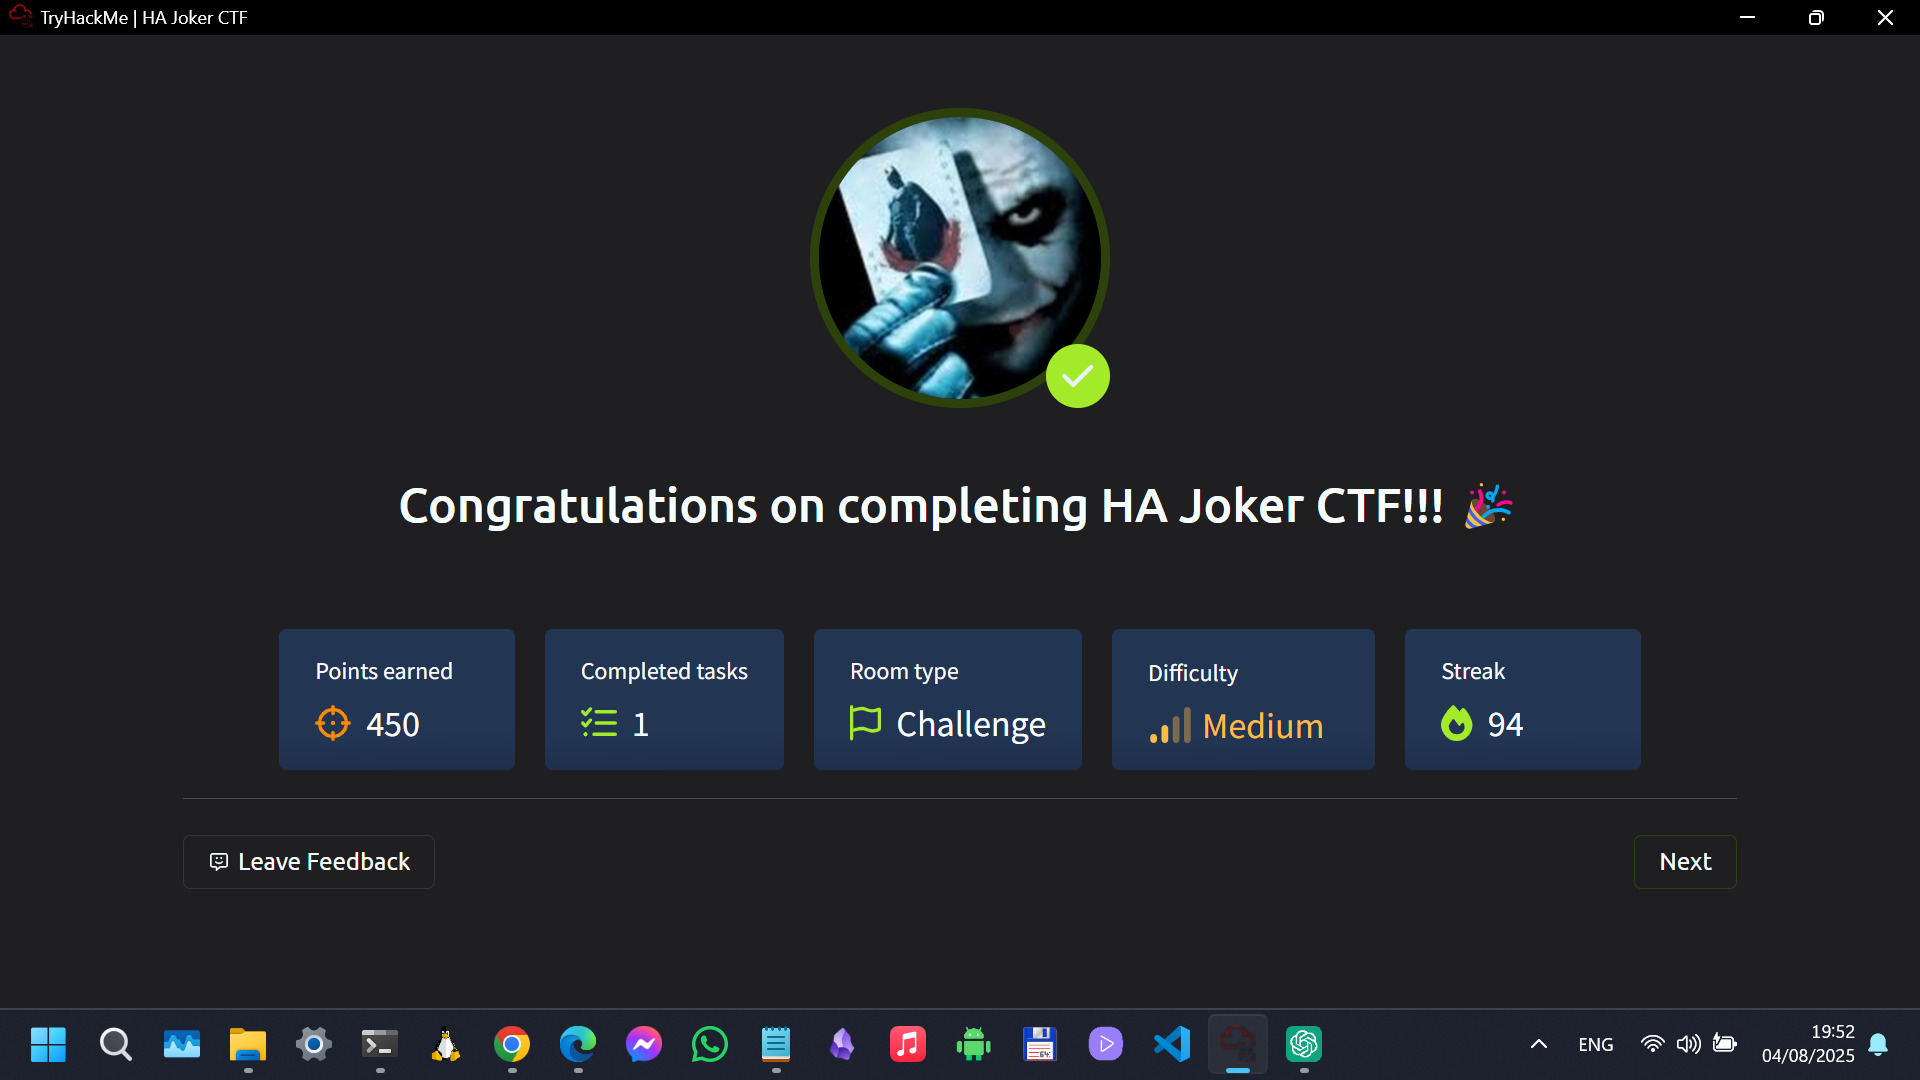 TryHackMe | HA Joker CTF
Congratulations on completing HA Joker CTF!!! 🎉
Points earned
450
Completed tasks
1
Room type
Challenge
Difficulty
Medium
Streak
94
Leave Feedback
Next
64
ENG
19:52
04/08/2025